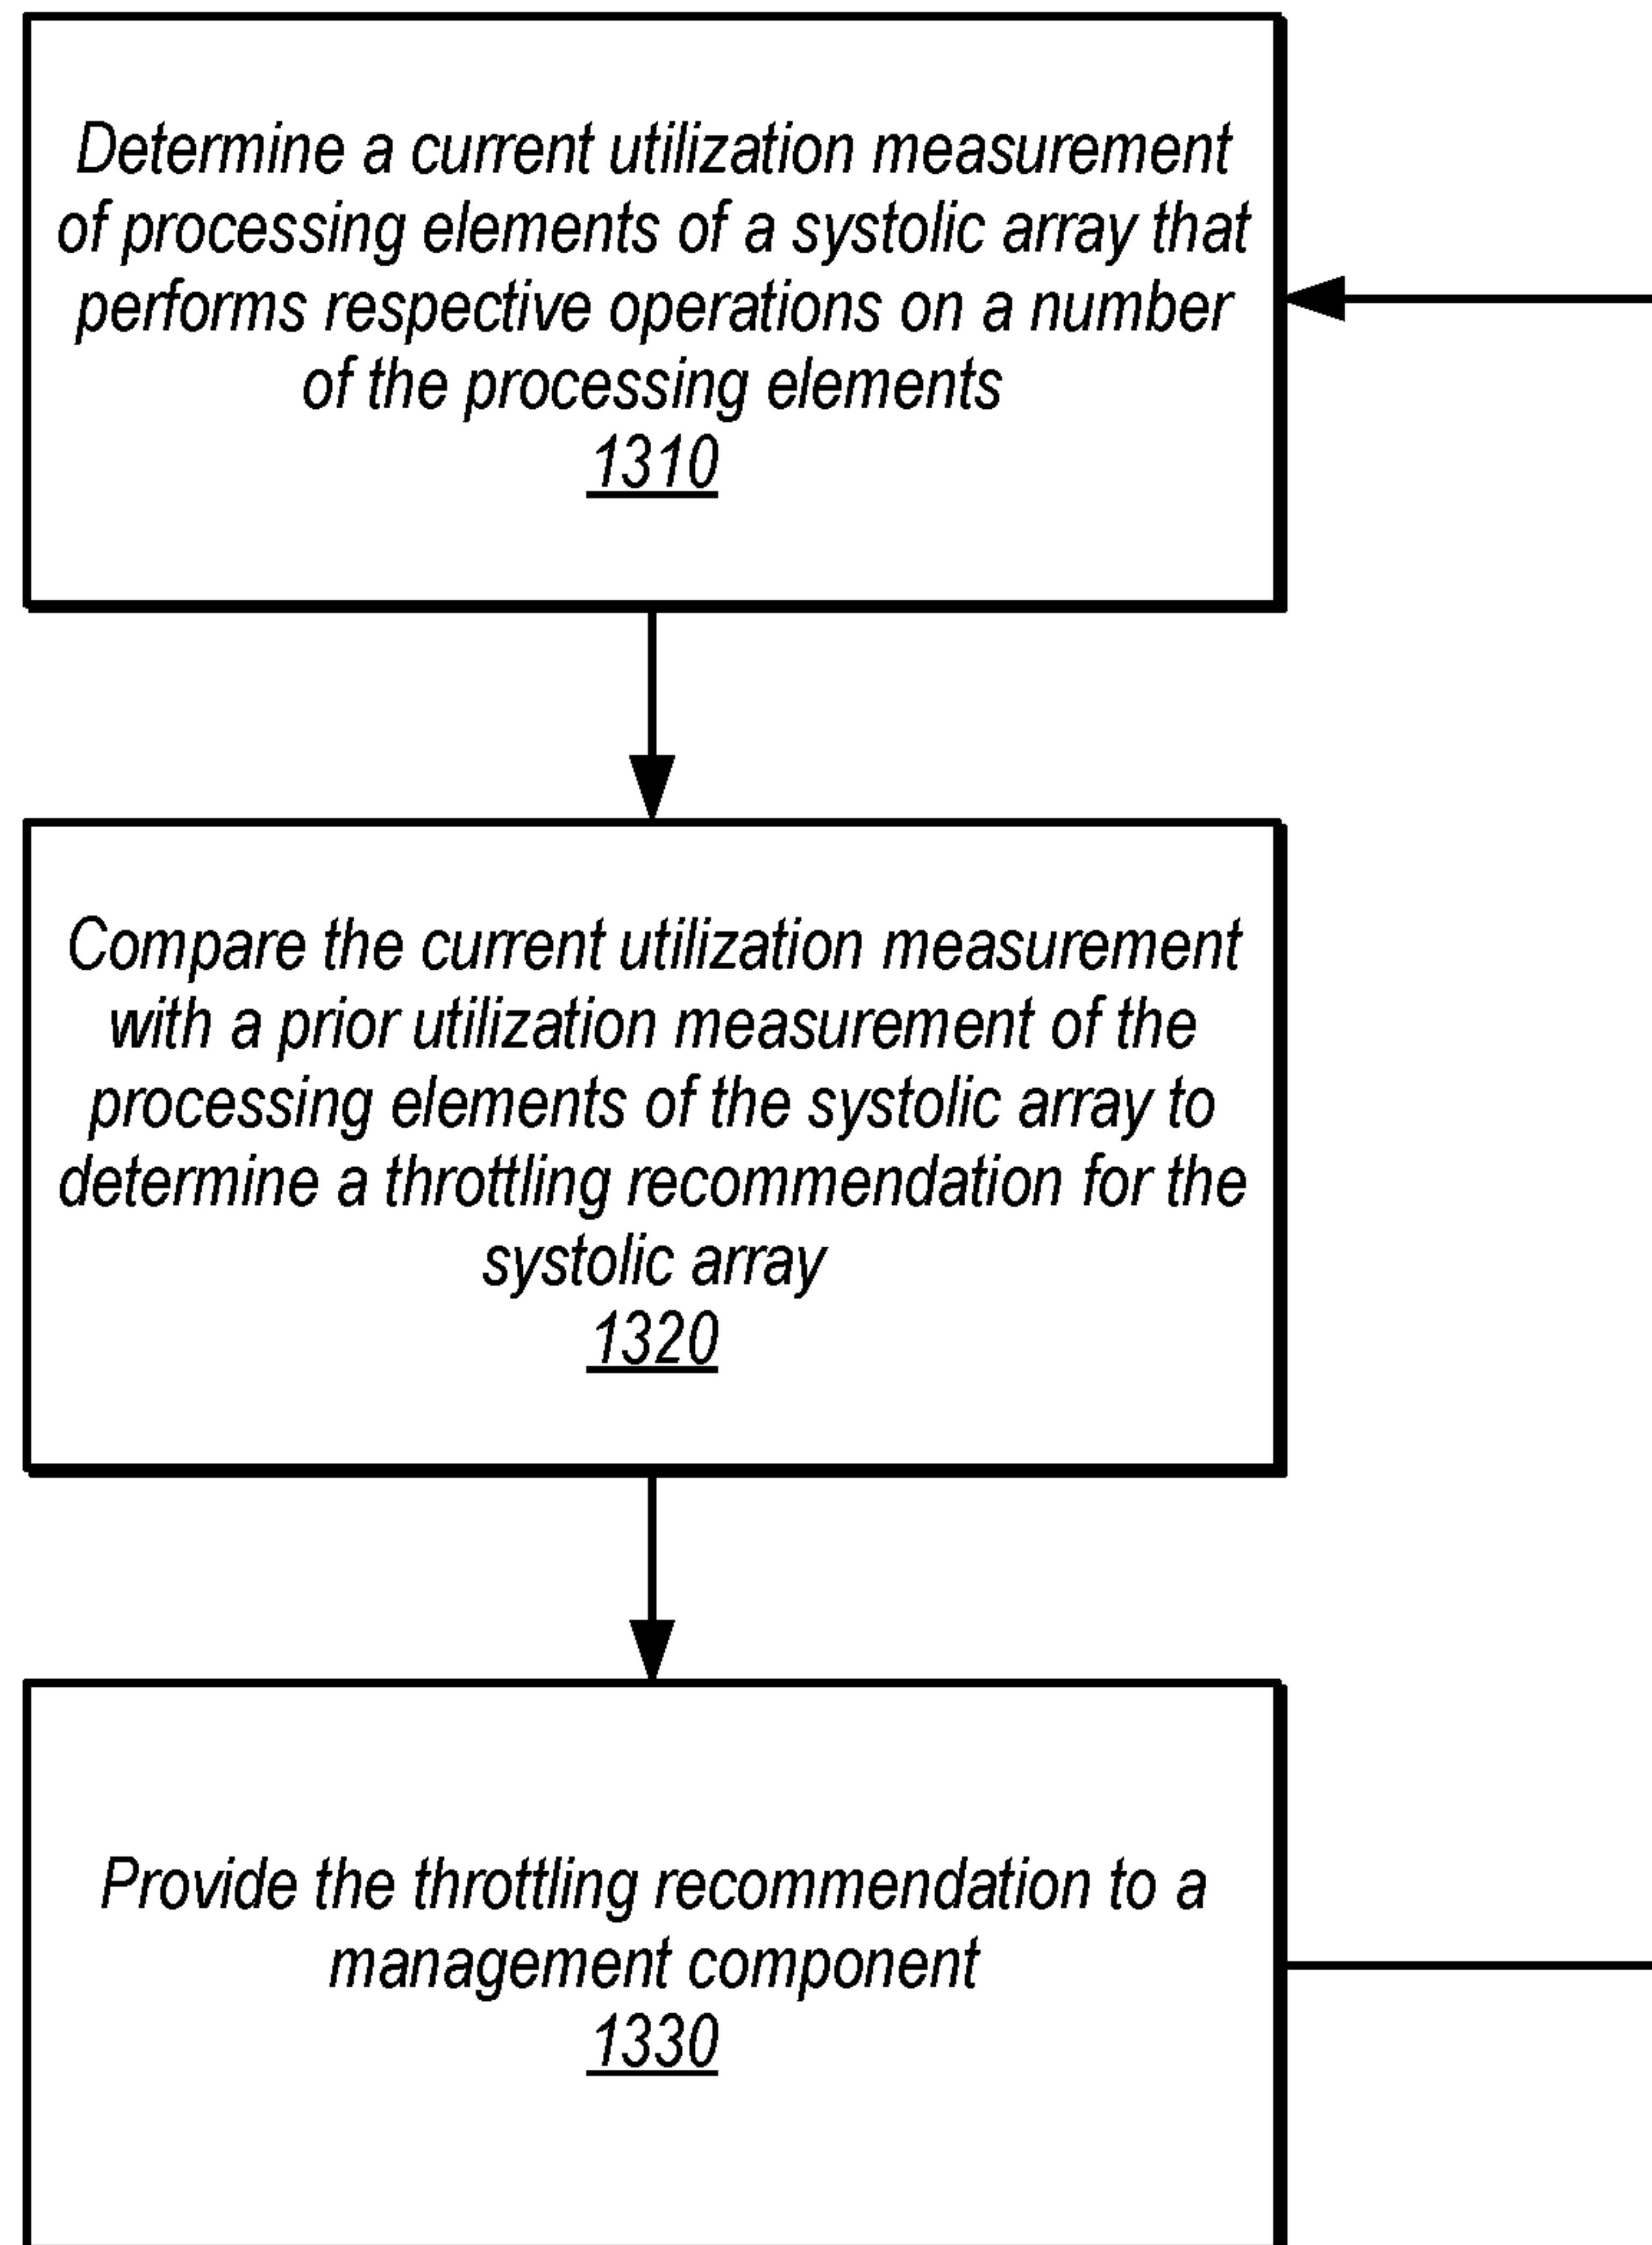 Determine a current utilization measurement
of processing elements of a systolic array that
performs respective operations on a number
of the processing elements
1310
Compare the current utilization measurement
with a prior utilization measurement of the
processing elements of the systolic array to
determine a throttling recommendation for the
systolic array
1320
Provide the throttling recommendation to a
management component
1330